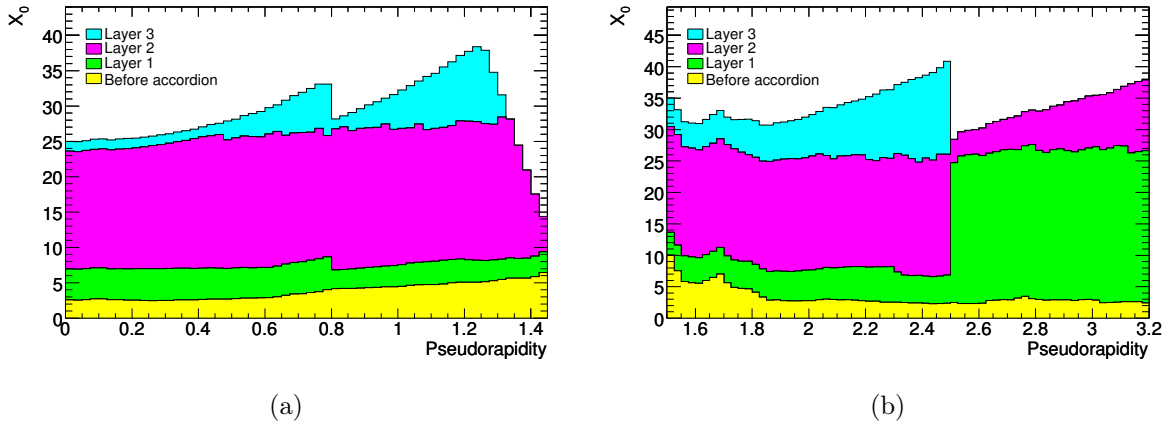 X0
40
35
30
25
20
15
10
5
0
Layer 3
Layer 2
Layer 1
Before accordion
0 0.2 0.4 0.6 0.8 1 1.2 1.4
Pseudorapidity
(a)
X0
45
40
35
30
25
20
15
10
5
0
Layer 3
Layer 2
Layer 1
Before accordion
1.6 1.8 2 2.2 2.4 2.6 2.8 3 3.2
Pseudorapidity
(b)